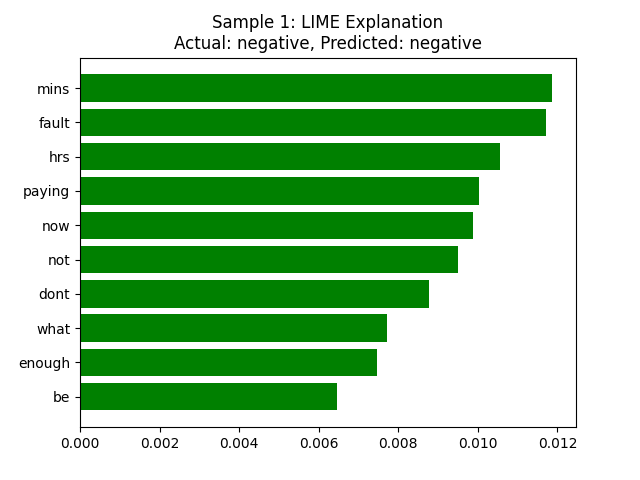 Sample 1: LIME Explanation
Actual: negative, Predicted: negative
mins
fault
hrs
paying
now
not
dont
what
enough
be
0.000 0.002 0.004 0.006 0.008 0.010 0.012